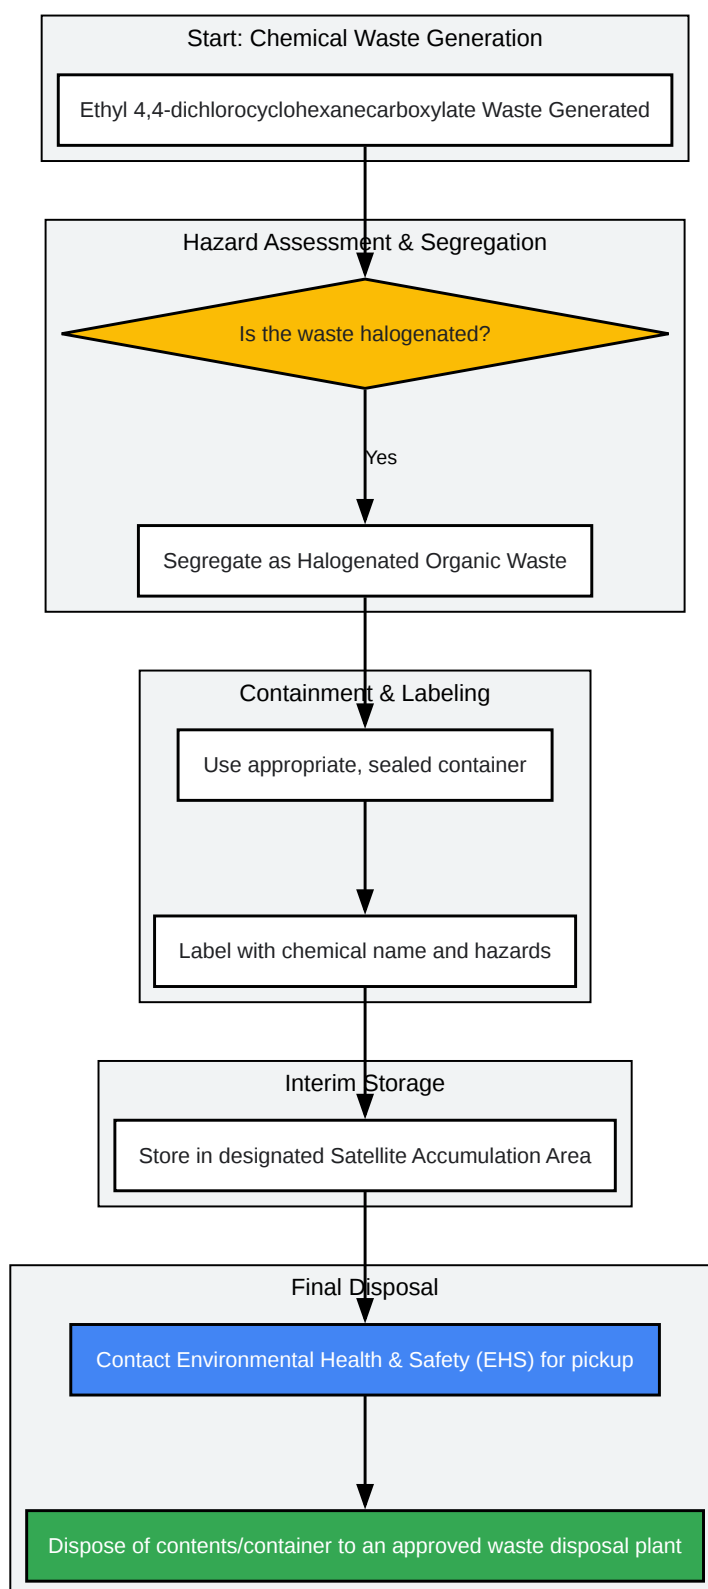 Start: Chemical Waste Generation
Ethyl 4,4-dichlorocyclohexanecarboxylate Waste Generated
Hazard Assessment & Segregation
Is the waste halogenated?
Yes
Segregate as Halogenated Organic Waste
Containment & Labeling
Use appropriate, sealed container
Label with chemical name and hazards
Interim Storage
Store in designated Satellite Accumulation Area
Final Disposal
Contact Environmental Health & Safety (EHS) for pickup
Dispose of contents/container to an approved waste disposal plant